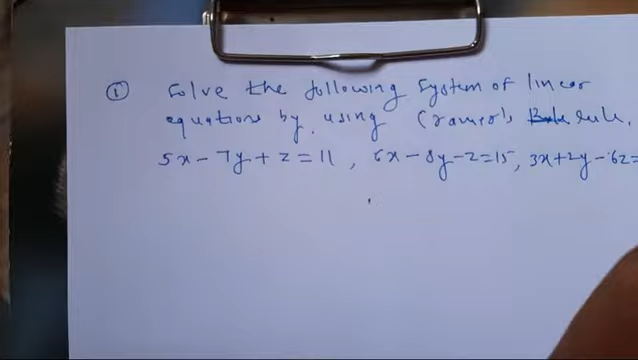 ① Solve the following system of linear
equations by using Cramer's rule.
5x - 7y + z = 11, 6x - 8y - z = 15, 3x + 2y - 6z =